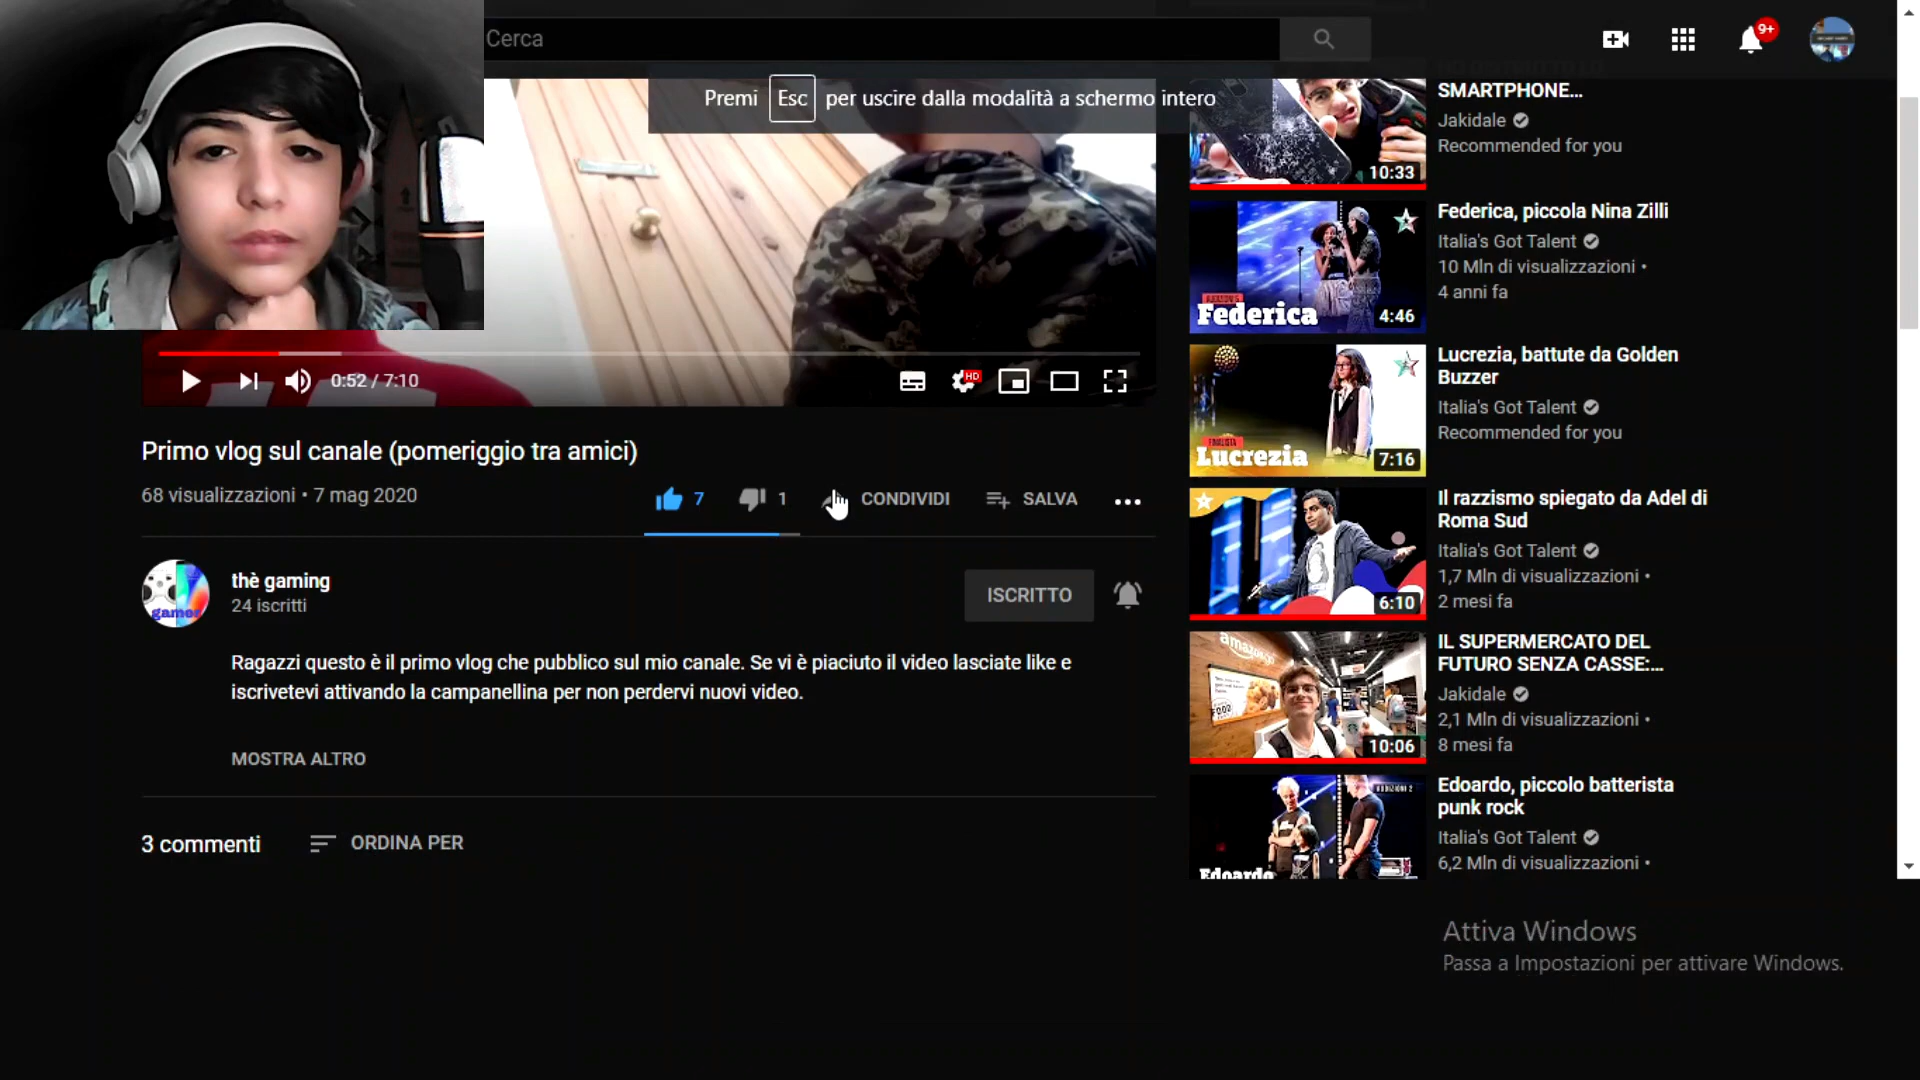 Cerca
9+
Premi Esc per uscire dalla modalità a schermo intero
0:52 / 7:10
HD
Primo vlog sul canale (pomeriggio tra amici)
68 visualizzazioni • 7 mag 2020
7
1
CONDIVIDI
SALVA
gamer
thè gaming
24 iscritti
ISCRITTO
Ragazzi questo è il primo vlog che pubblico sul mio canale. Se vi è piaciuto il video lasciate like e
iscrivetevi attivando la campanellina per non perdervi nuovi video.
MOSTRA ALTRO
3 commenti
ORDINA PER
10:33
SMARTPHONE...
Jakidale
Recommended for you
Federica
4:46
Federica, piccola Nina Zilli
Italia's Got Talent
10 Mln di visualizzazioni •
4 anni fa
FINALISTA
Lucrezia
7:16
Lucrezia, battute da Golden
Buzzer
Italia's Got Talent
Recommended for you
6:10
Il razzismo spiegato da Adel di
Roma Sud
Italia's Got Talent
1,7 Mln di visualizzazioni •
2 mesi fa
amazon go
10:06
IL SUPERMERCATO DEL
FUTURO SENZA CASSE:...
Jakidale
2,1 Mln di visualizzazioni •
8 mesi fa
AUDIZIONI 2
Edoardo
Edoardo, piccolo batterista
punk rock
Italia's Got Talent
6,2 Mln di visualizzazioni •
Attiva Windows
Passa a Impostazioni per attivare Windows.